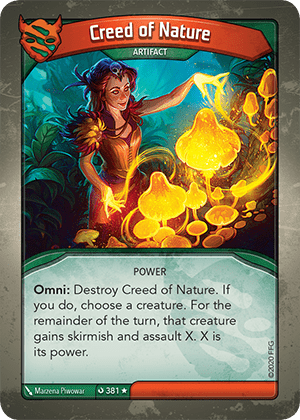 Creed of Nature
ARTIFACT
POWER
Omni: Destroy Creed of Nature. If
you do, choose a creature. For the
remainder of the turn, that creature
gains skirmish and assault X. X is
its power.
©2020 FFG
Marzena Piwowar 381 ★